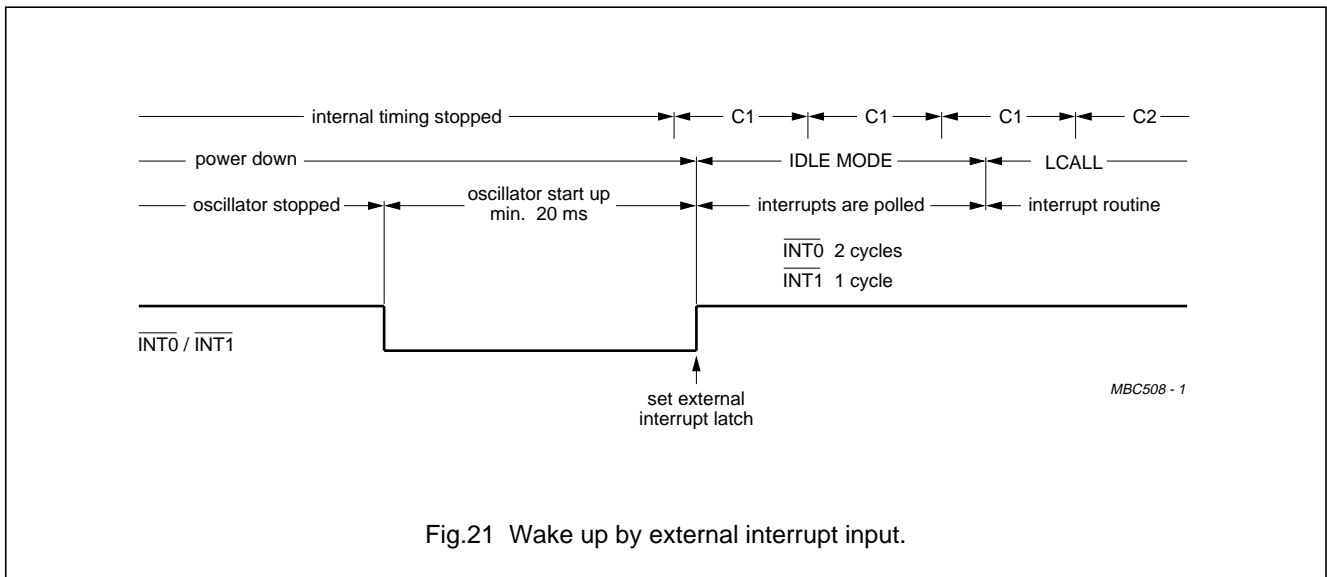 internal timing stopped C1 C1 C1 C2
power down IDLE MODE LCALL
oscillator stopped oscillator start up min. 20 ms interrupts are polled interrupt routine
INT0 2 cycles
INT1 1 cycle
INT0 / INT1
set external
interrupt latch
MBC508 - 1
Fig.21 Wake up by external interrupt input.